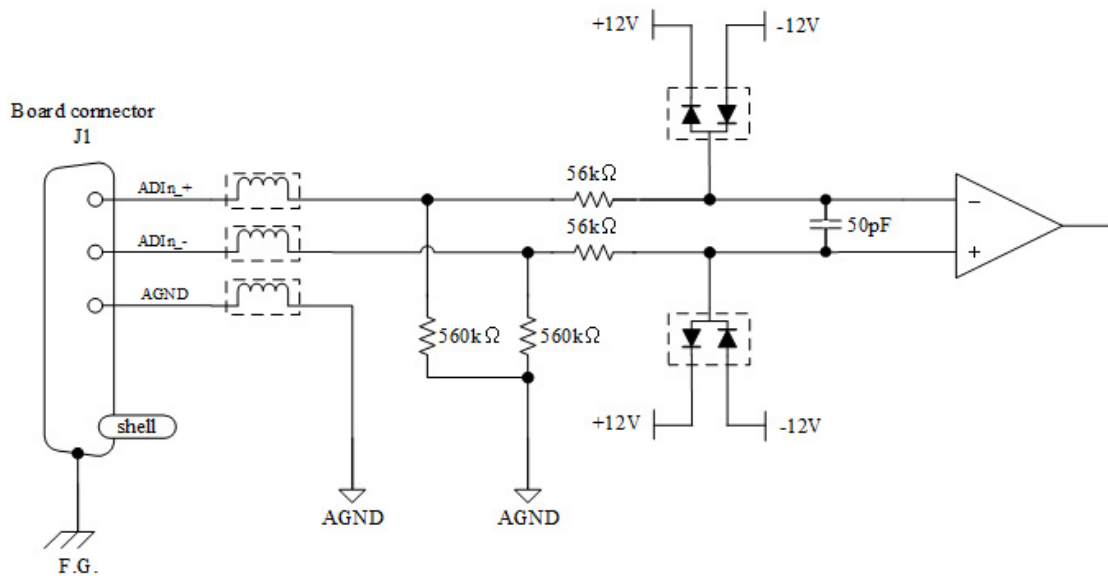 +12V
-12V
Board connector
J1
ADIn_+
56kΩ
−
ADIn_-
56kΩ
50pF
+
AGND
560kΩ
560kΩ
shell
+12V
-12V
AGND
AGND
F.G.